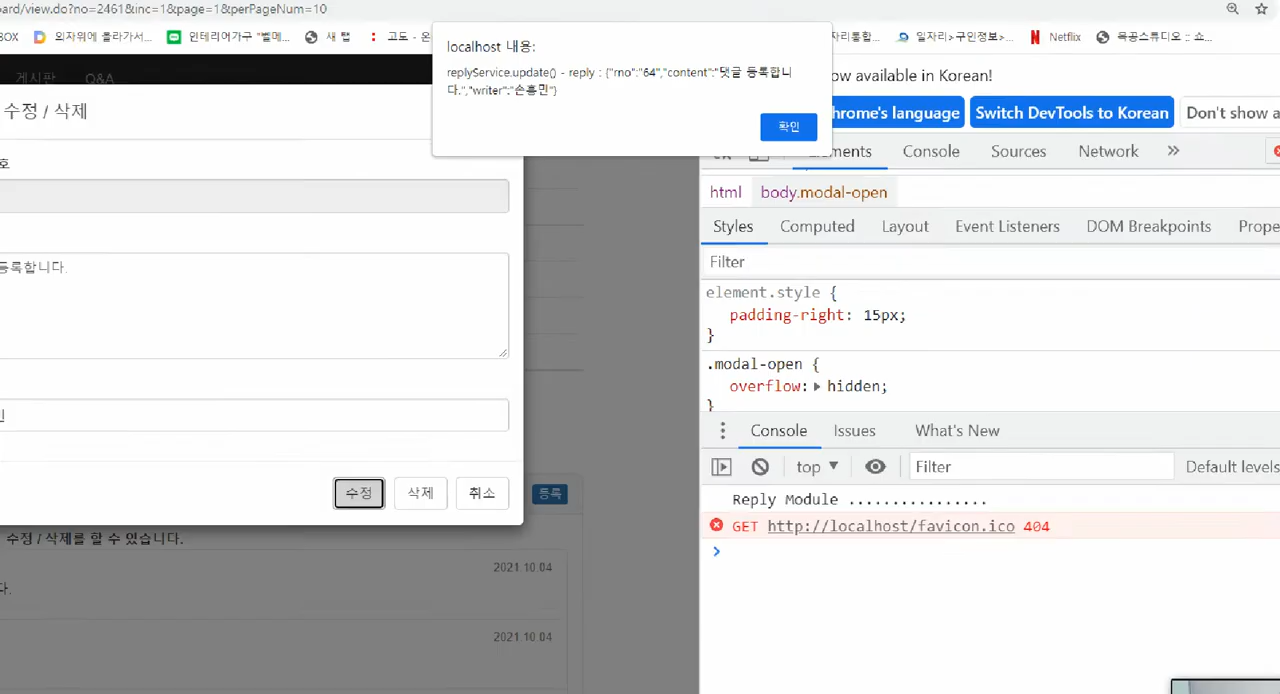 ard/view.do?no=2461&inc=1&page=1&perPageNum=10
BOX 의자위에 올라가서... 인테리어가구 "벨메... 새 탭 고도 - 온 자리통합... 일자리>구인정보>... Netflix 목공스튜디오 :: 쇼...
게시판 Q&A
localhost 내용:
replyService.update() - reply : {"rno":"64","content":"댓글 등록합니
다.","writer":"손흥민"}
확인
수정 / 삭제
호
등록합니다.
민
수정 삭제 취소
등록
수정 / 삭제를 할 수 있습니다.
2021.10.04
다.
2021.10.04
ow available in Korean!
hrome's language Switch DevTools to Korean Don't show a
Elements Console Sources Network »
html body.modal-open
Styles Computed Layout Event Listeners DOM Breakpoints Prope
Filter
element.style {
padding-right: 15px;
}
.modal-open {
overflow: hidden;
}
Console Issues What's New
top Filter Default levels
Reply Module ................
GET http://localhost/favicon.ico 404